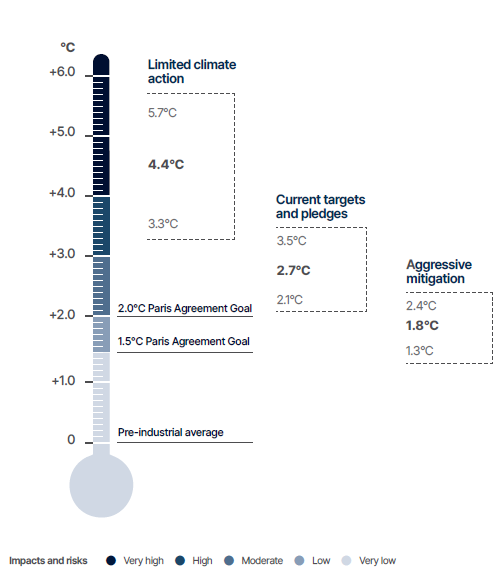 °C
+6.0
+5.0
+4.0
+3.0
+2.0
+1.0
0
Limited climate
action
5.7°C
4.4°C
3.3°C
Current targets
and pledges
3.5°C
2.7°C
2.1°C
Aggressive
mitigation
2.4°C
1.8°C
1.3°C
2.0°C Paris Agreement Goal
1.5°C Paris Agreement Goal
Pre-industrial average
Impacts and risks Very high High Moderate Low Very low